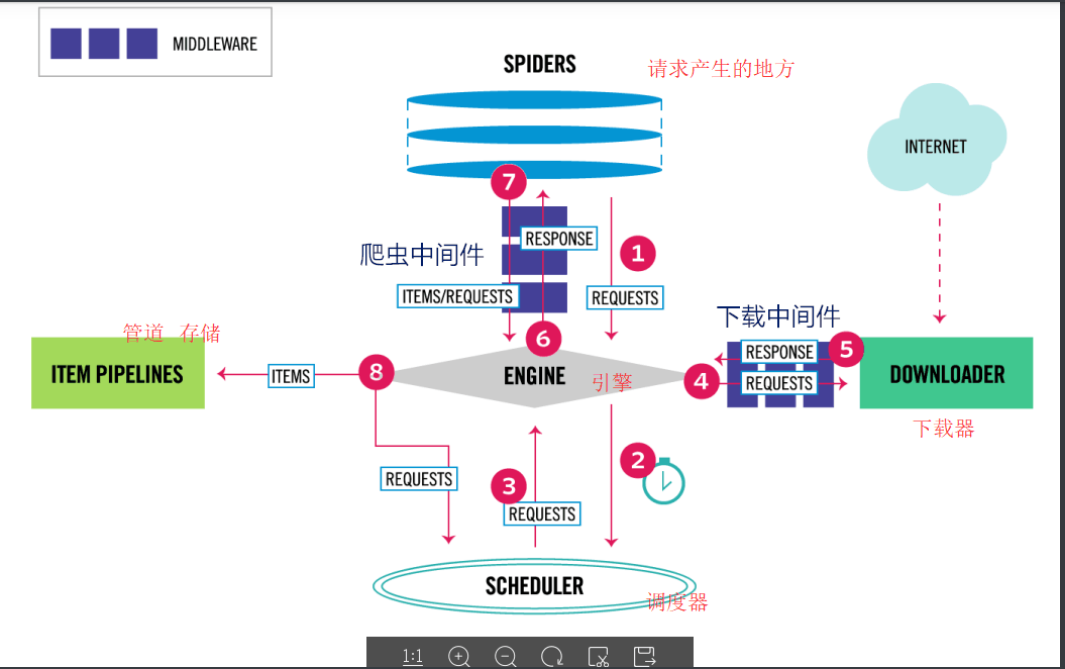 MIDDLEWARE
SPIDERS
请求产生的地方
INTERNET
7
RESPONSE
1
爬虫中间件
ITEMS/REQUESTS
REQUESTS
下载中间件
管道 存储
6
RESPONSE
5
ITEM PIPELINES
ITEMS
8
ENGINE
引擎
4
REQUESTS
DOWNLOADER
下载器
2
REQUESTS
3
REQUESTS
SCHEDULER
调度器
1:1